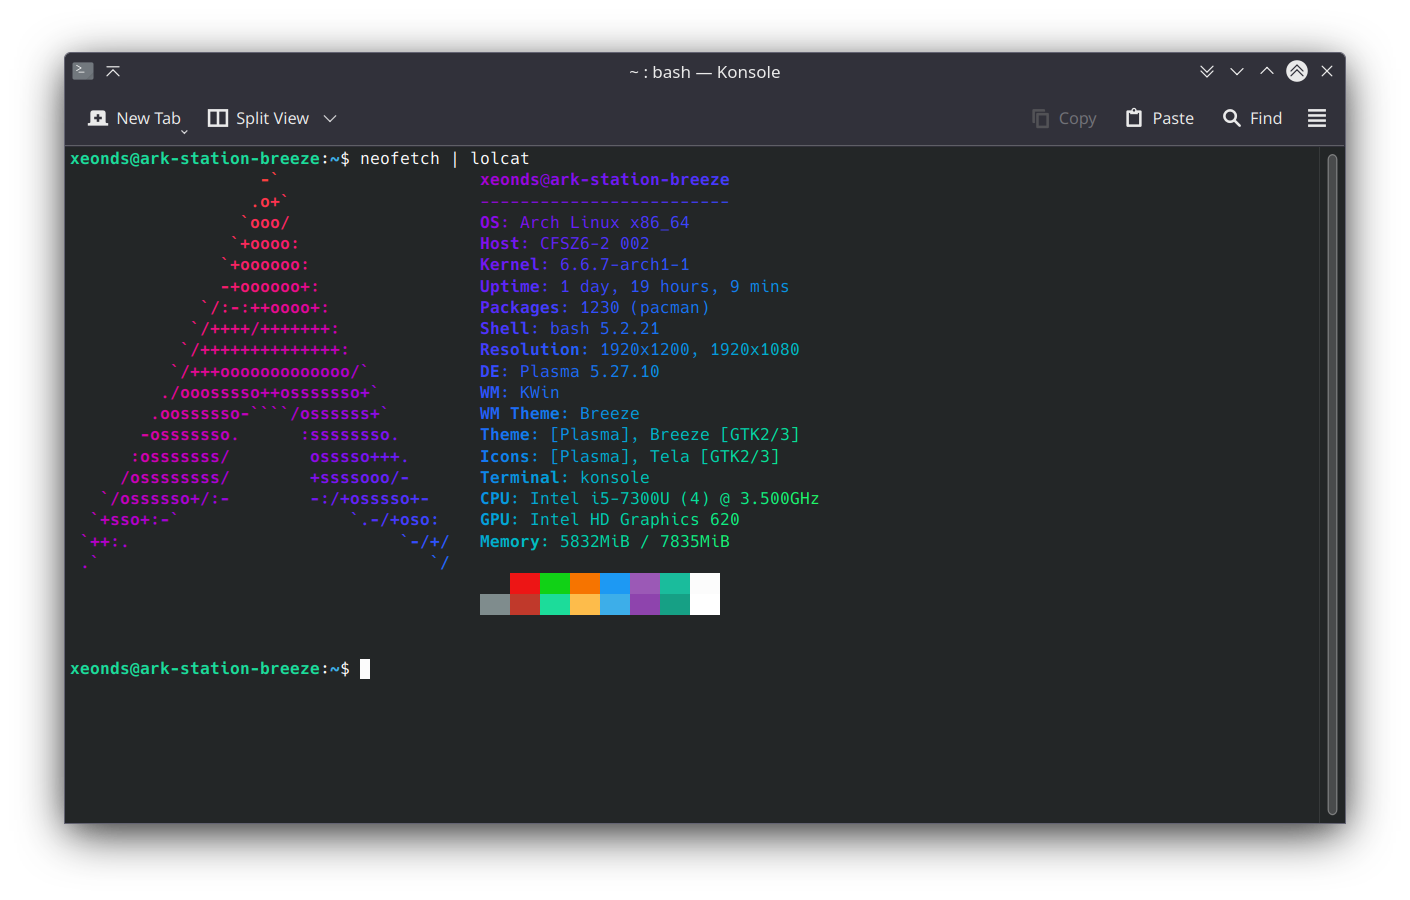 ~ : bash — Konsole
New Tab Split View Copy Paste Find
xeonds@ark-station-breeze:~$ neofetch | lolcat
                   -`                    xeonds@ark-station-breeze
                  .o+`                   -------------------------
                 `ooo/                   OS: Arch Linux x86_64
                `+oooo:                  Host: CFSZ6-2 002
               `+oooooo:                 Kernel: 6.6.7-arch1-1
               -+oooooo+:                Uptime: 1 day, 19 hours, 9 mins
             `/:-:++oooo+:               Packages: 1230 (pacman)
            `/++++/+++++++:              Shell: bash 5.2.21
           `/++++++++++++++:             Resolution: 1920x1200, 1920x1080
          `/+++ooooooooooooo/`           DE: Plasma 5.27.10
         ./ooosssso++osssssso+`          WM: KWin
        .oossssso-````/ossssss+`         WM Theme: Breeze
       -osssssso.      :ssssssso.        Theme: [Plasma], Breeze [GTK2/3]
      :osssssss/        osssso+++.       Icons: [Plasma], Tela [GTK2/3]
     /ossssssss/        +ssssooo/-       Terminal: konsole
   `/ossssso+/:-        -:/+osssso+-     CPU: Intel i5-7300U (4) @ 3.500GHz
  `+sso+:-`                 `.-/+oso:    GPU: Intel HD Graphics 620
 `++:.                           `-/+/   Memory: 5832MiB / 7835MiB
 .`                                 `/
xeonds@ark-station-breeze:~$